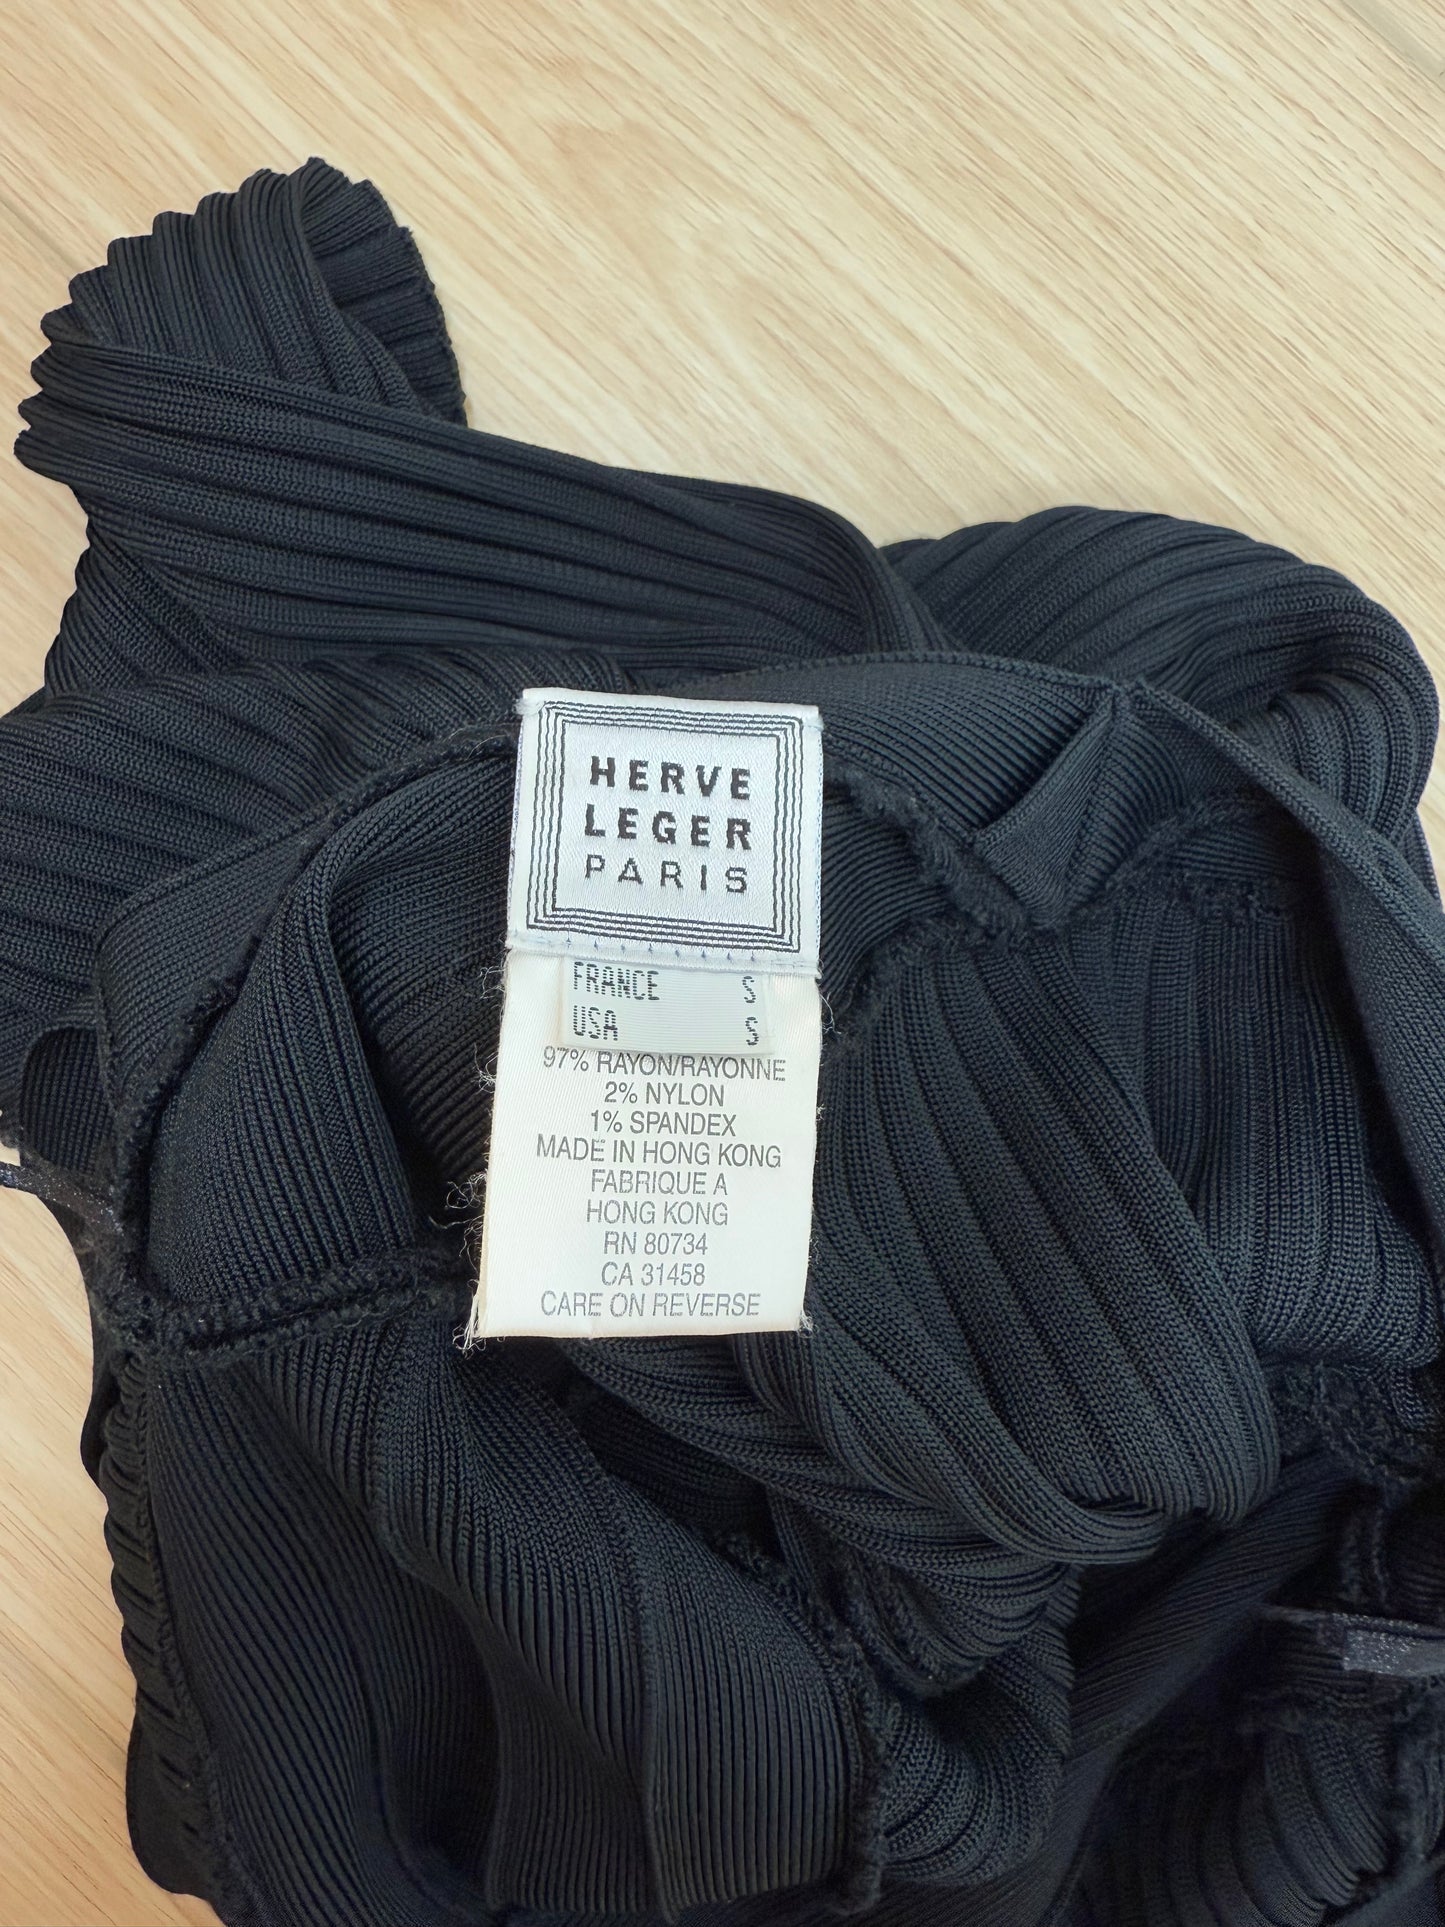 HERVE
LEGER
PARIS
FRANCE S
USA S
97% RAYON/RAYONNE
2% NYLON
1% SPANDEX
MADE IN HONG KONG
FABRIQUE A
HONG KONG
RN 80734
CA 31458
CARE ON REVERSE